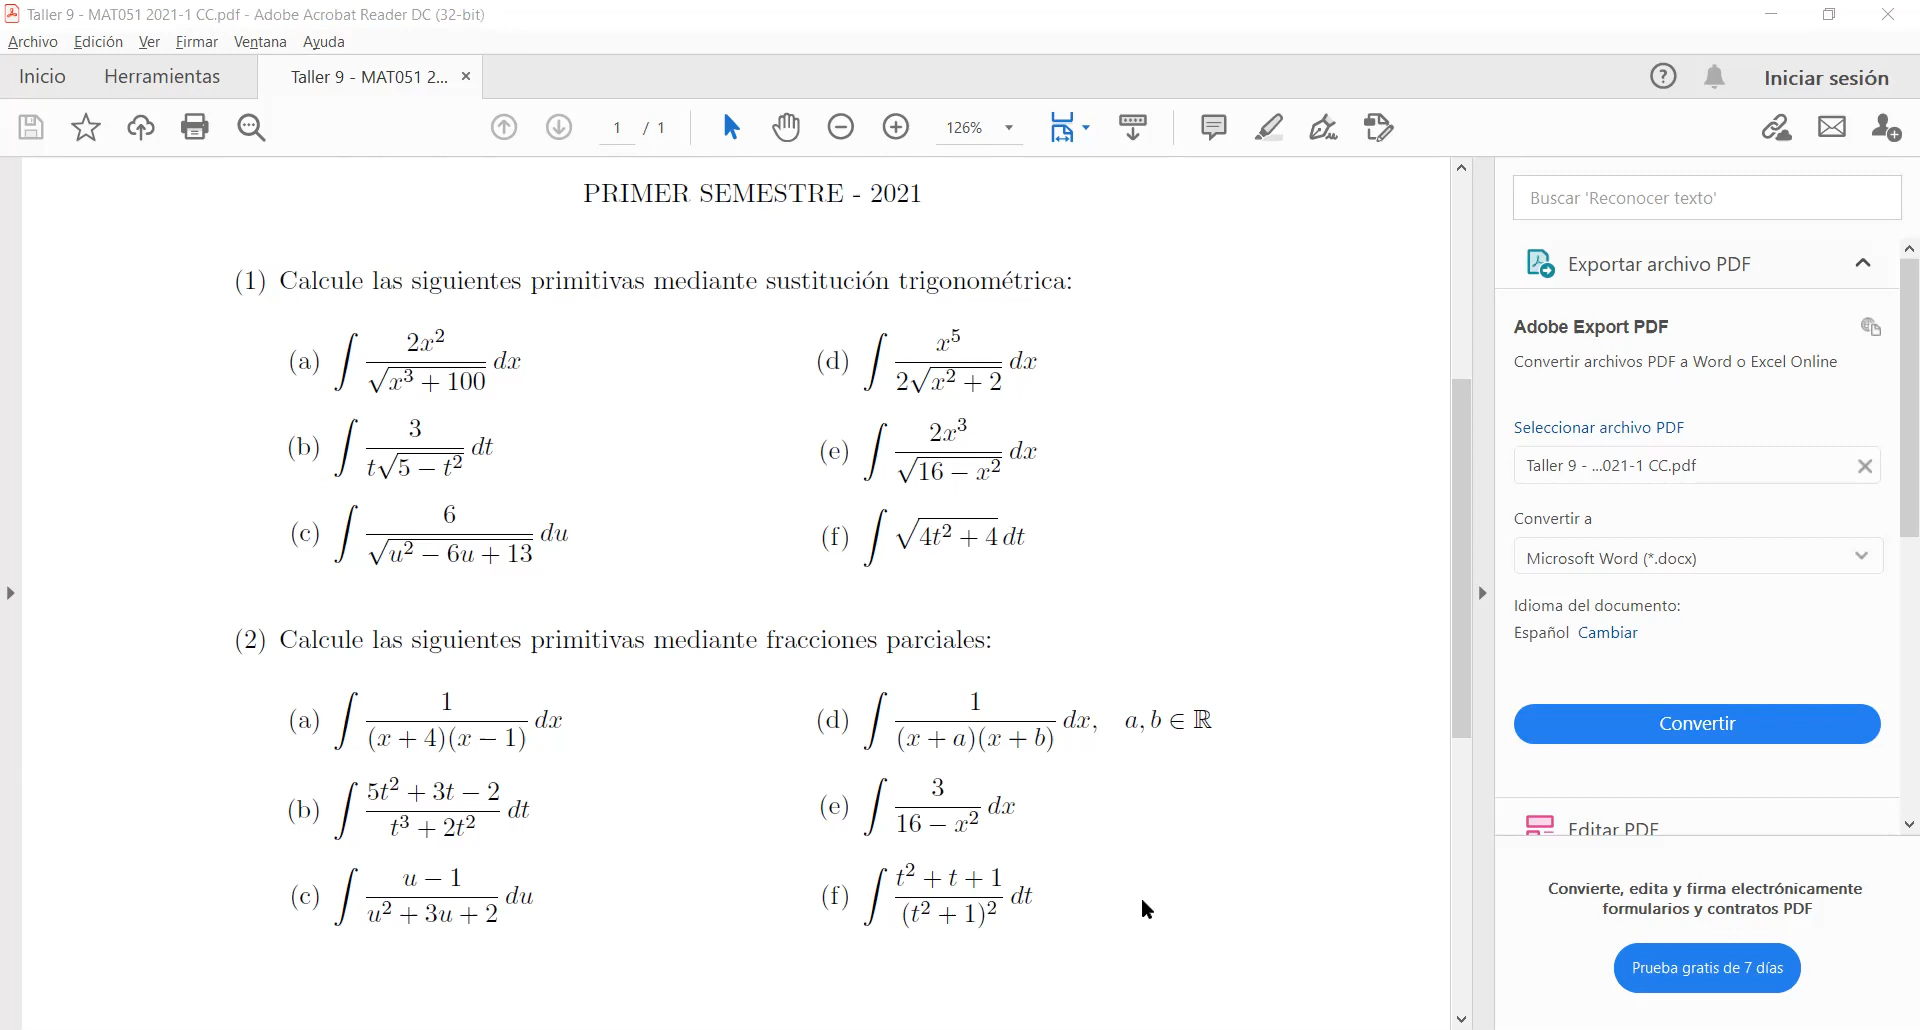 Taller 9 - MAT051 2021-1 CC.pdf - Adobe Acrobat Reader DC (32-bit)
Archivo Edición Ver Firmar Ventana Ayuda
Inicio Herramientas Taller 9 - MAT051 2... × Iniciar sesión
1 / 1 126%
PRIMER SEMESTRE - 2021
(1) Calcule las siguientes primitivas mediante sustitución trigonométrica:
(a) ∫ 2x²/√(x³ + 100) dx (d) ∫ x⁵/(2√(x² + 2)) dx
(b) ∫ 3/(t√(5 − t²)) dt (e) ∫ 2x³/√(16 − x²) dx
(c) ∫ 6/√(u² − 6u + 13) du (f) ∫ √(4t² + 4) dt
(2) Calcule las siguientes primitivas mediante fracciones parciales:
(a) ∫ 1/((x + 4)(x − 1)) dx (d) ∫ 1/((x + a)(x + b)) dx, a, b ∈ ℝ
(b) ∫ (5t² + 3t − 2)/(t³ + 2t²) dt (e) ∫ 3/(16 − x²) dx
(c) ∫ (u − 1)/(u² + 3u + 2) du (f) ∫ (t² + t + 1)/(t² + 1)² dt
Buscar 'Reconocer texto'
Exportar archivo PDF
Adobe Export PDF
Convertir archivos PDF a Word o Excel Online
Seleccionar archivo PDF
Taller 9 - ...021-1 CC.pdf
Convertir a
Microsoft Word (*.docx)
Idioma del documento:
Español Cambiar
Convertir
Editar PDF
Convierte, edita y firma electrónicamente
formularios y contratos PDF
Prueba gratis de 7 días